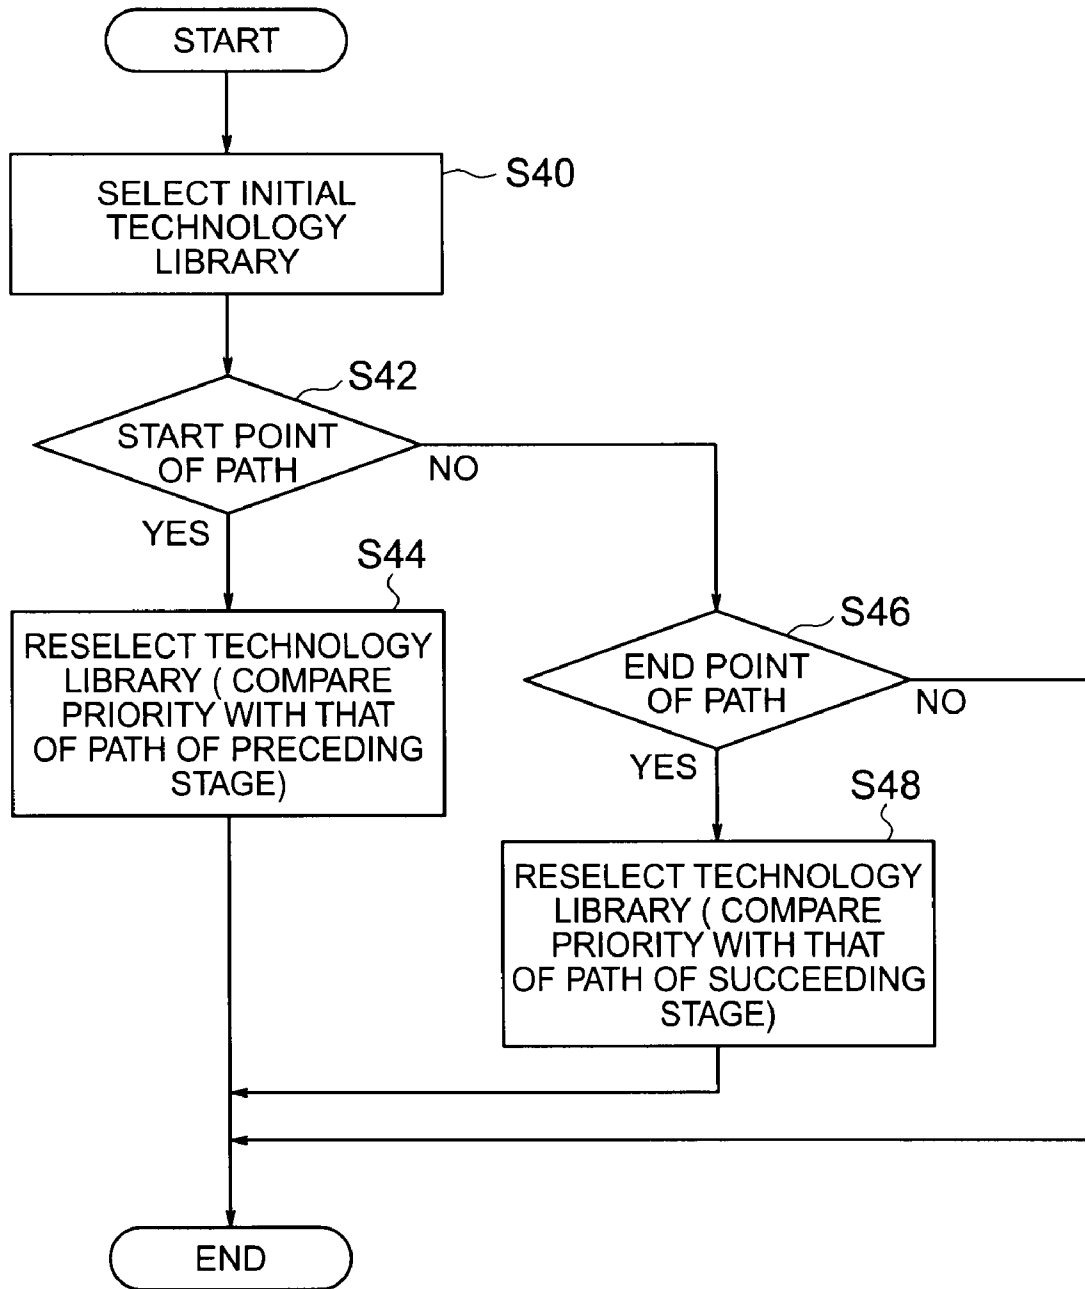 START
S40
SELECT INITIAL
TECHNOLOGY
LIBRARY
S42
START POINT
OF PATH
NO
YES
S44
RESELECT TECHNOLOGY
LIBRARY ( COMPARE
PRIORITY WITH THAT
OF PATH OF PRECEDING
STAGE)
S46
END POINT
OF PATH
NO
YES
S48
RESELECT TECHNOLOGY
LIBRARY ( COMPARE
PRIORITY WITH THAT
OF PATH OF SUCCEEDING
STAGE)
END